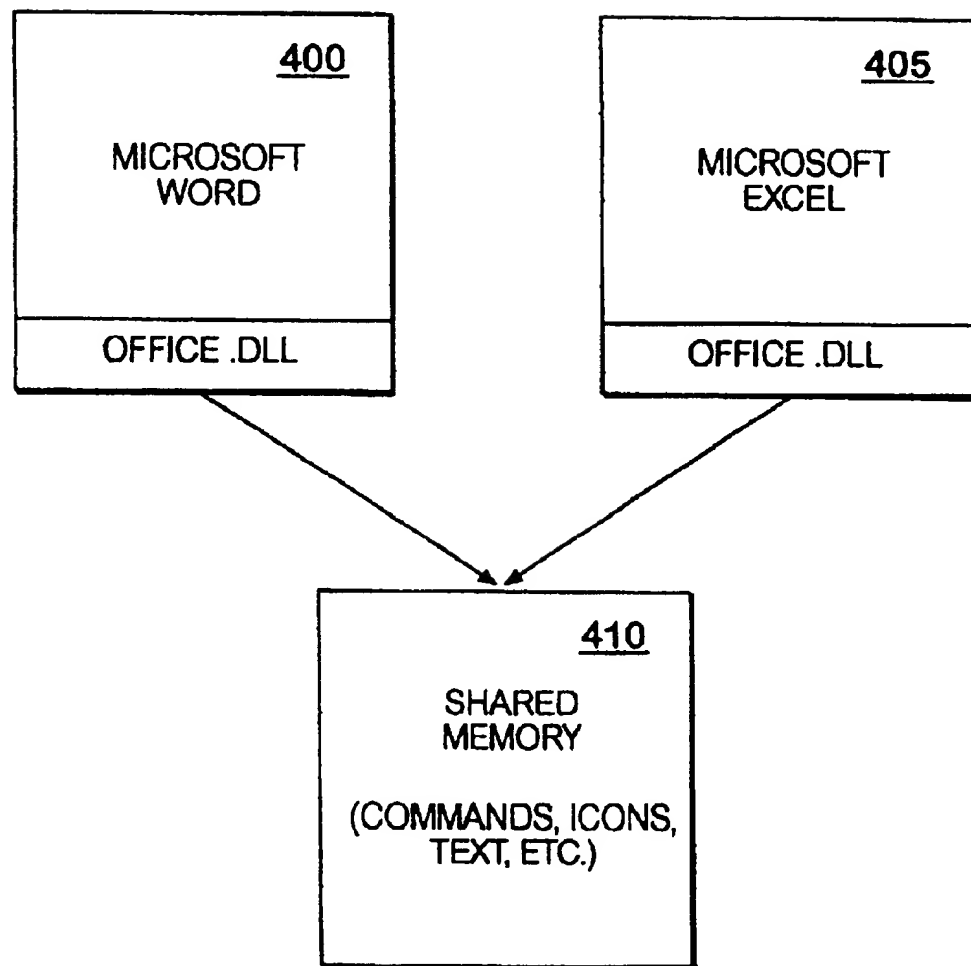 400
MICROSOFT
WORD
OFFICE .DLL
405
MICROSOFT
EXCEL
OFFICE .DLL
410
SHARED
MEMORY
(COMMANDS, ICONS,
TEXT, ETC.)